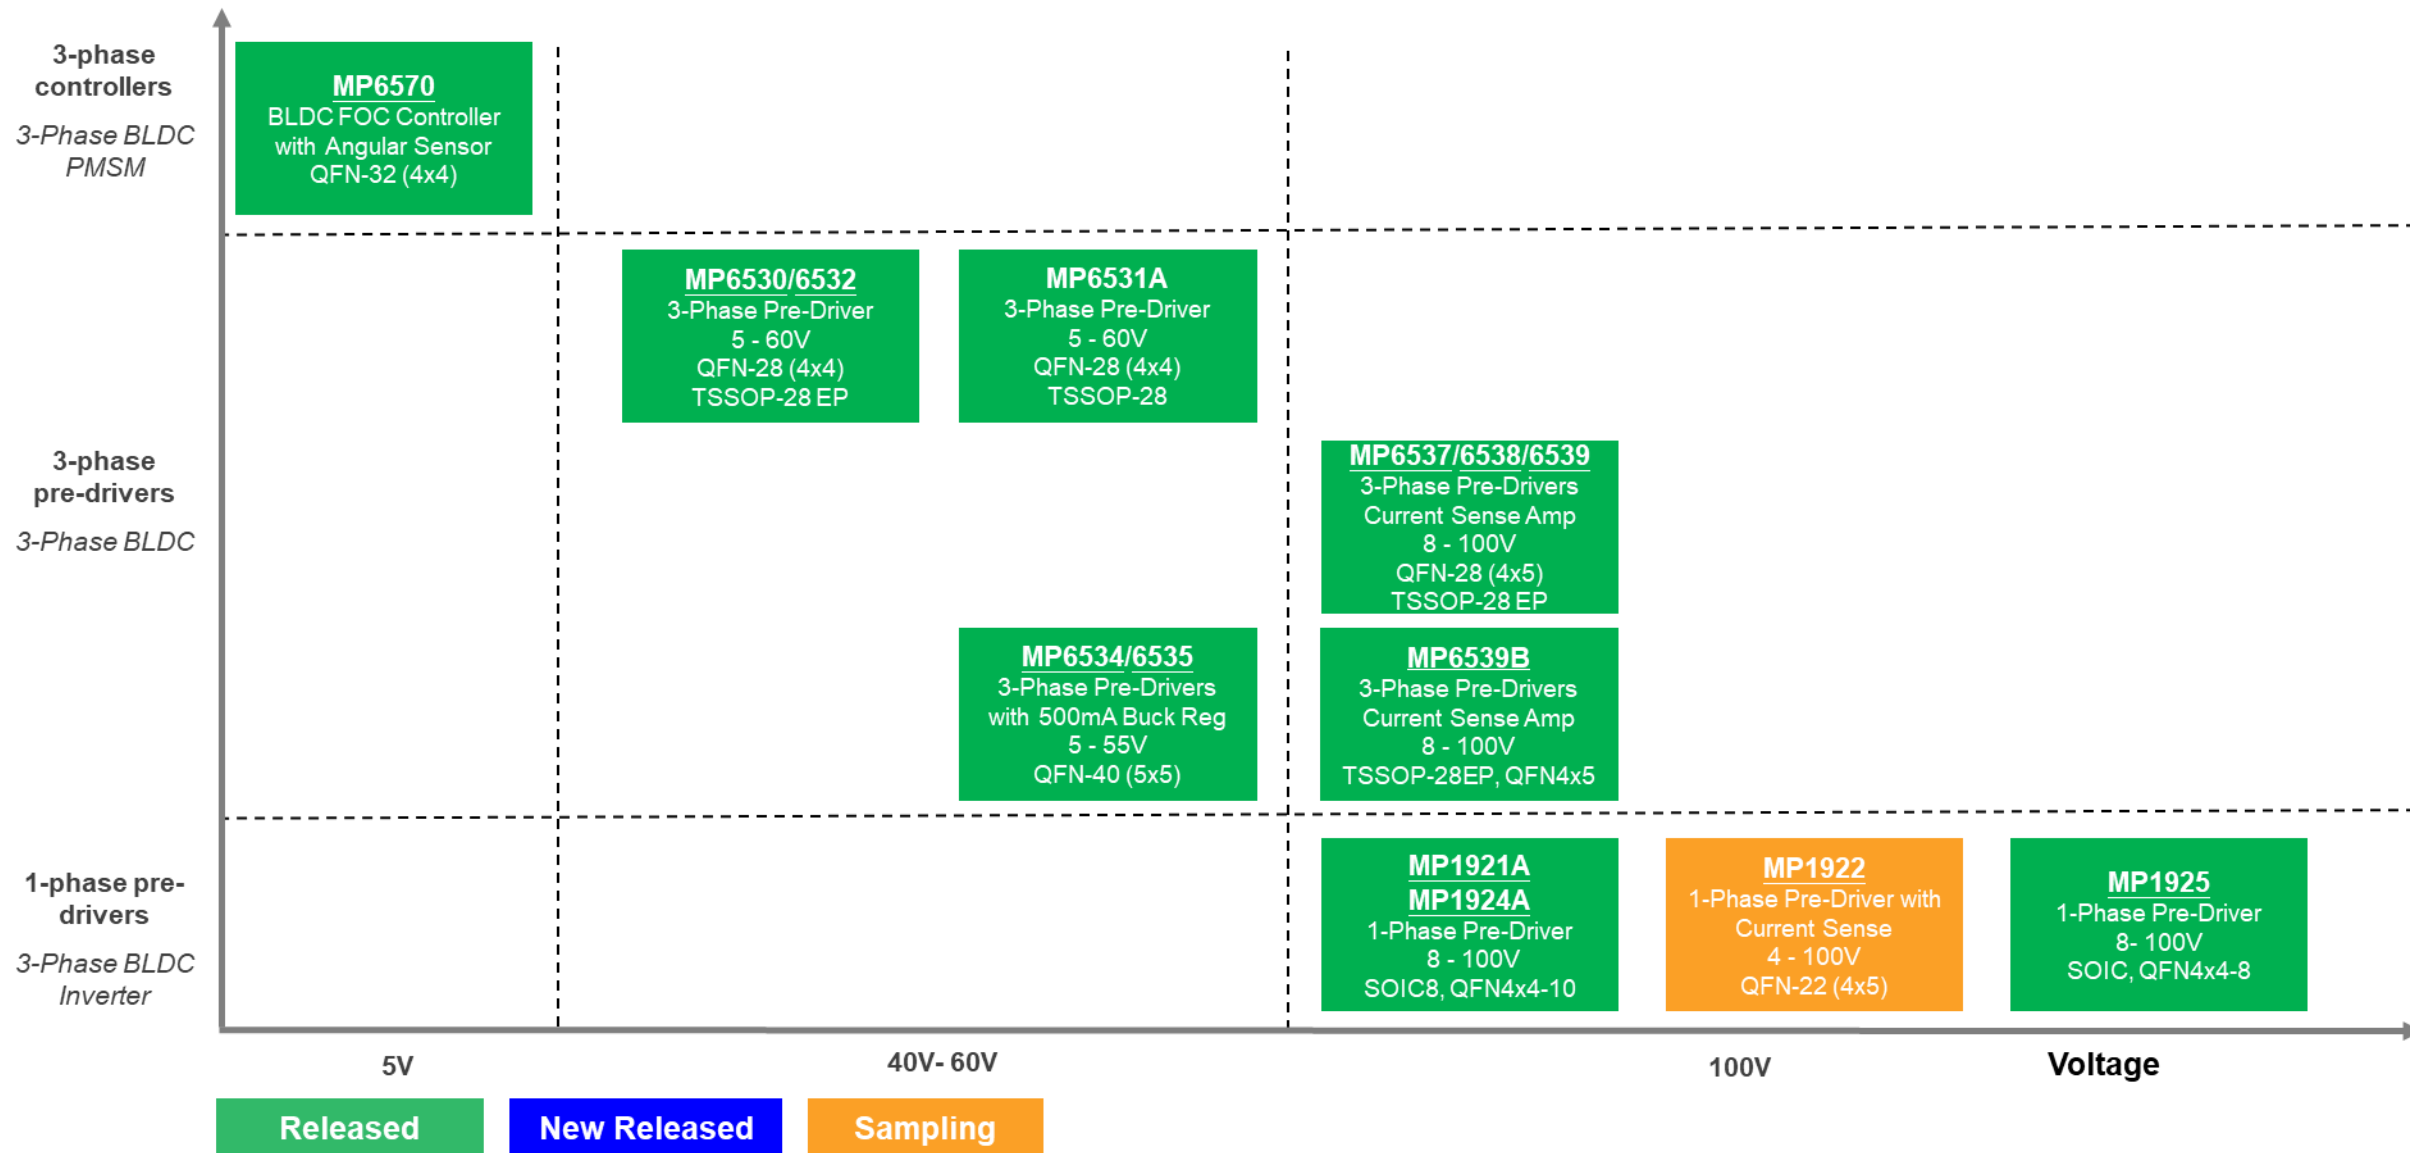 3-phase
controllers
3-Phase BLDC
PMSM
MP6570
BLDC FOC Controller
with Angular Sensor
QFN-32 (4x4)
MP6530/6532
3-Phase Pre-Driver
5 - 60V
QFN-28 (4x4)
TSSOP-28 EP
MP6531A
3-Phase Pre-Driver
5 - 60V
QFN-28 (4x4)
TSSOP-28
3-phase
pre-drivers
3-Phase BLDC
MP6537/6538/6539
3-Phase Pre-Drivers
Current Sense Amp
8 - 100V
QFN-28 (4x5)
TSSOP-28 EP
MP6534/6535
3-Phase Pre-Drivers
with 500mA Buck Reg
5 - 55V
QFN-40 (5x5)
MP6539B
3-Phase Pre-Drivers
Current Sense Amp
8 - 100V
TSSOP-28EP, QFN4x5
1-phase pre-
drivers
3-Phase BLDC
Inverter
MP1921A
MP1924A
1-Phase Pre-Driver
8 - 100V
SOIC8, QFN4x4-10
MP1922
1-Phase Pre-Driver with
Current Sense
4 - 100V
QFN-22 (4x5)
MP1925
1-Phase Pre-Driver
8- 100V
SOIC, QFN4x4-8
5V
40V- 60V
100V
Voltage
Released
New Released
Sampling